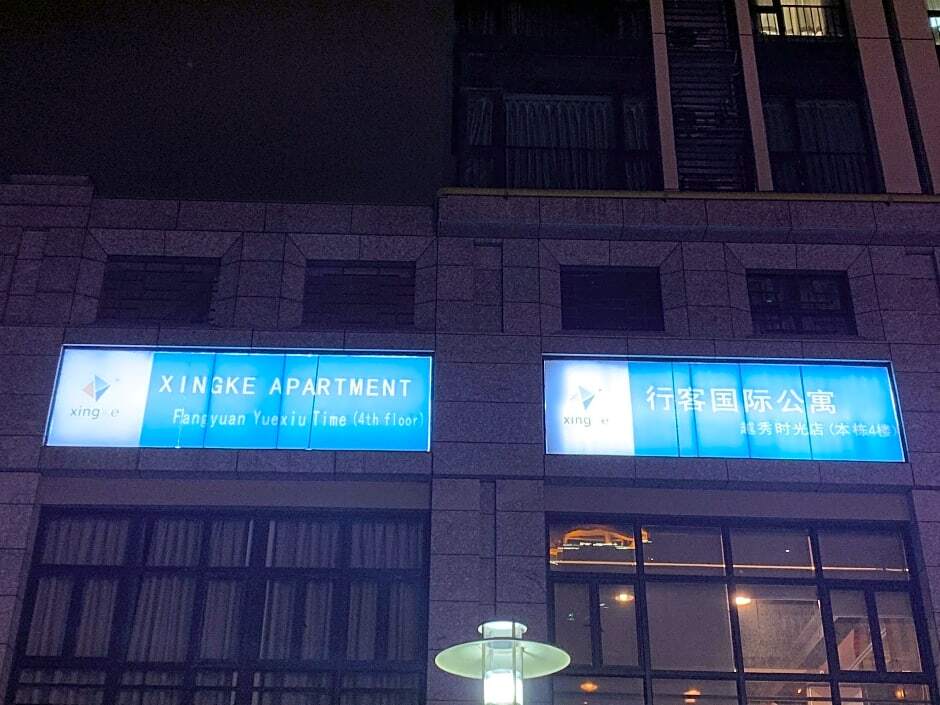 xingke
XINGKE APARTMENT
Fangyuan Yuexiu Time (4th floor)
xingke
行客国际公寓
越秀时光店(本栋4楼)